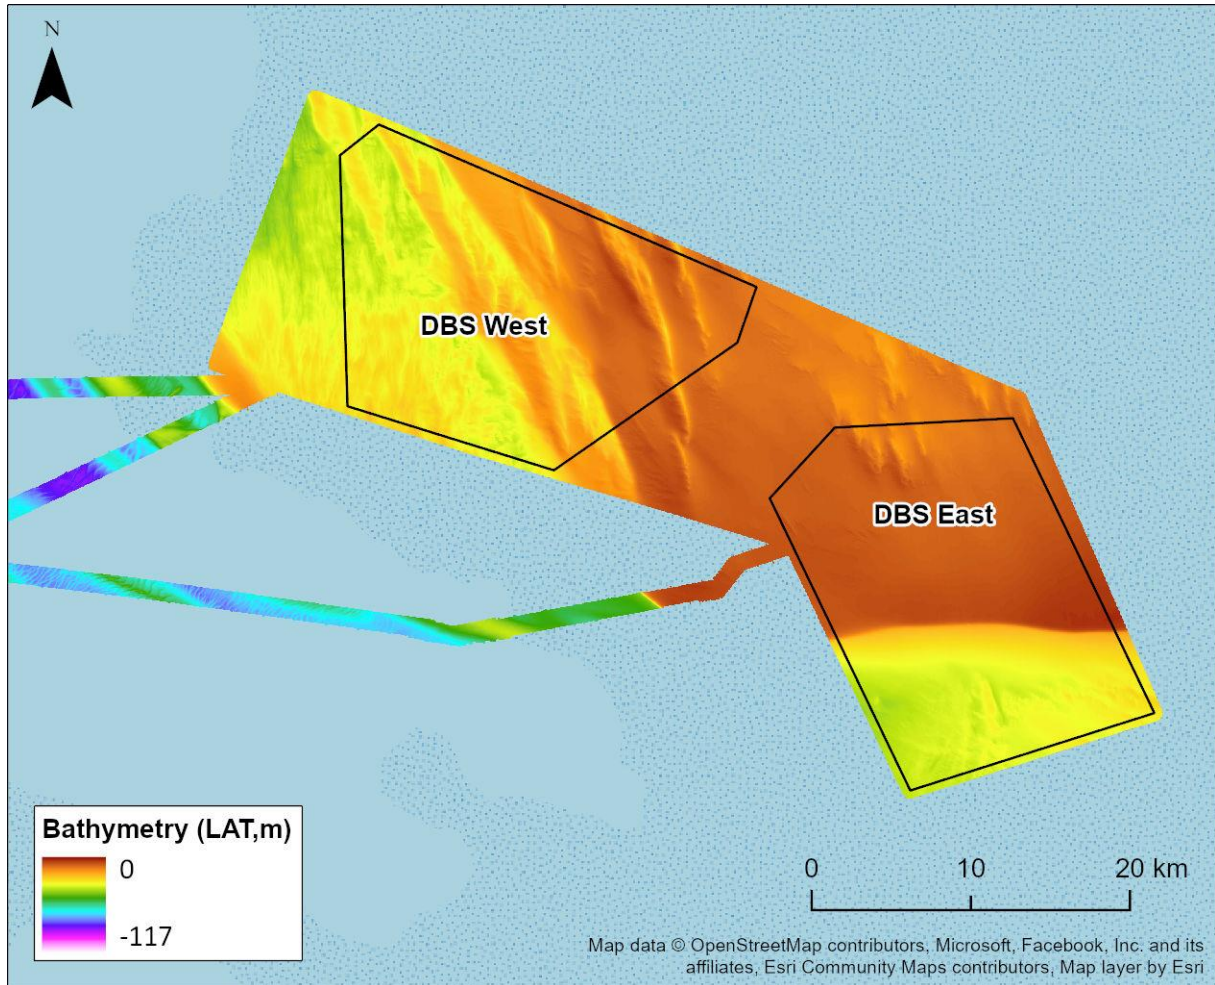 N
DBS West
DBS East
Bathymetry (LAT,m)
0
-117
0 10 20 km
Map data © OpenStreetMap contributors, Microsoft, Facebook, Inc. and its
affiliates, Esri Community Maps contributors, Map layer by Esri